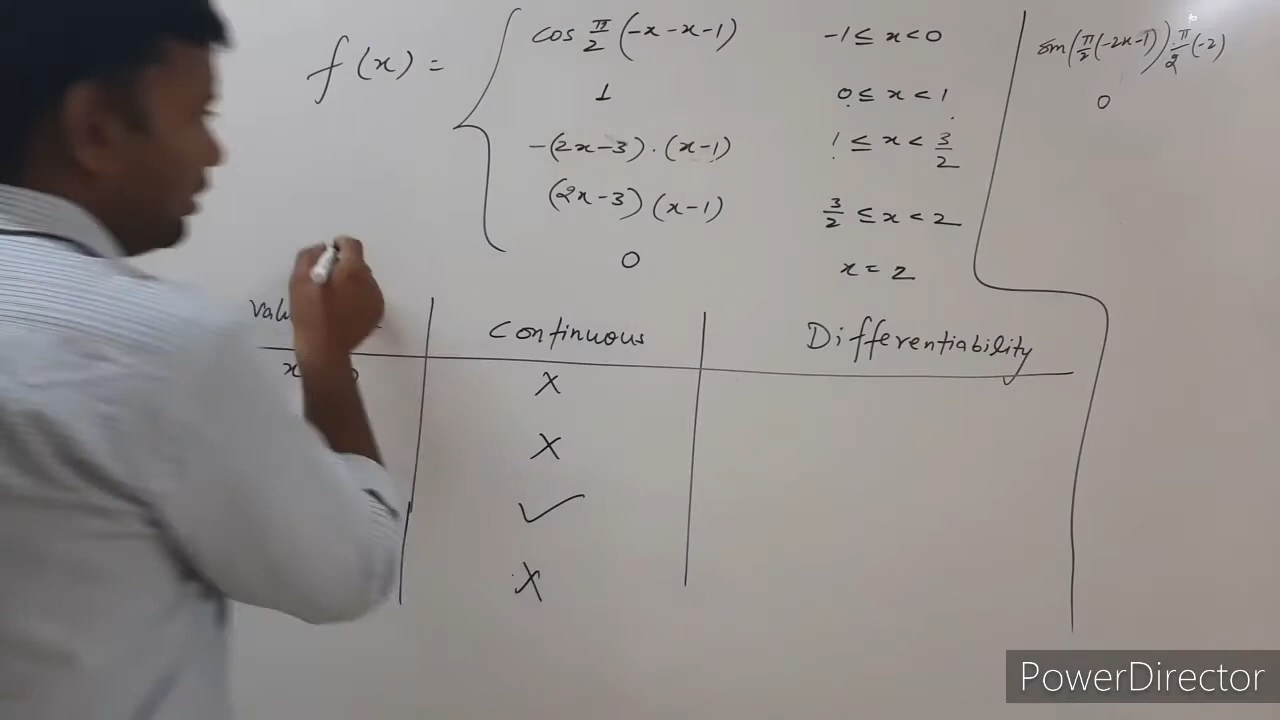 f(x) =
cos π/2 (-x-x-1) -1 ≤ x < 0
1 0 ≤ x < 1
-(2x-3).(x-1) 1 ≤ x < 3/2
(2x-3)(x-1) 3/2 ≤ x < 2
0 x = 2
(π/2(-2x-1)) . π/2 (-2)
0
Continuous Differentiability
x
X
X
✓
X
PowerDirector